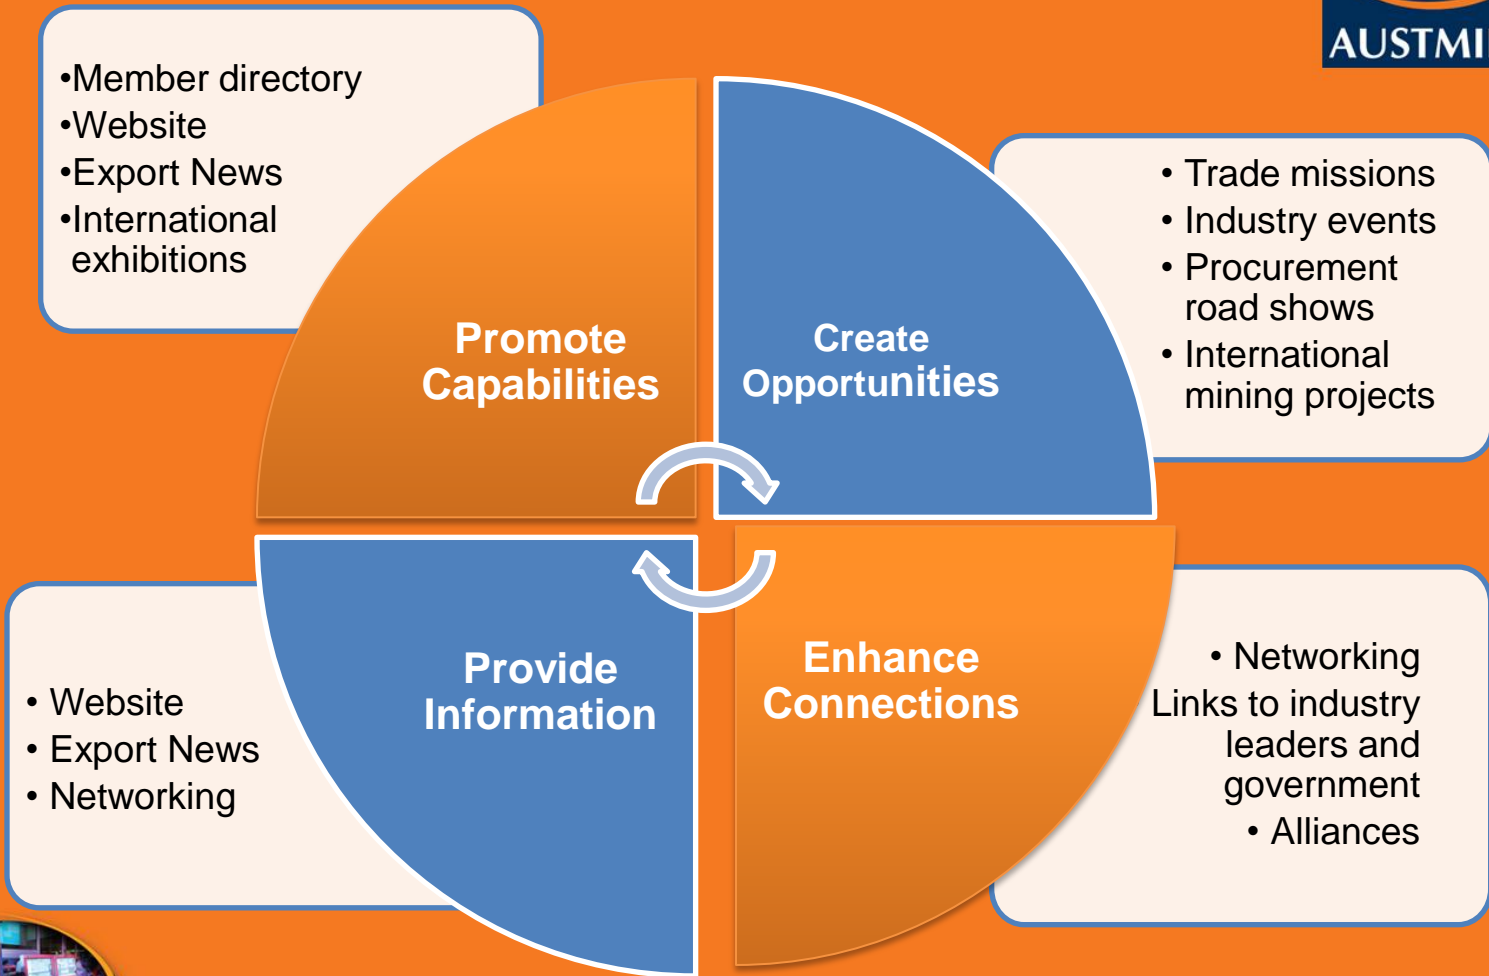 AUSTMI
•Member directory
•Website
•Export News
•International
exhibitions
Promote
Capabilities
Create
Opportunities
• Trade missions
• Industry events
• Procurement
road shows
• International
mining projects
Provide
Information
• Website
• Export News
• Networking
Enhance
Connections
• Networking
Links to industry
leaders and
government
• Alliances